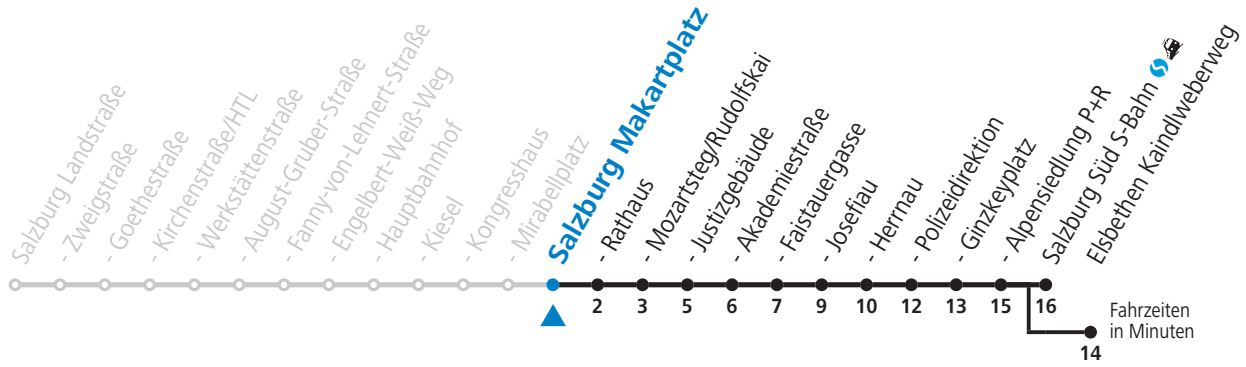 Salzburg Landstraße
- Zweigstraße
- Goethestraße
- Kirchenstraße/HTL
- Werkstättenstraße
- August-Gruber-Straße
- Fanny-von-Lehnert-Straße
- Engelbert-Weiß-Weg
- Hauptbahnhof
- Kiesel
- Kongresshaus
- Mirabellplatz
Salzburg Makartplatz
- Rathaus
- Mozartsteg/Rudolfskai
- Justizgebäude
- Akademiestraße
- Faistauergasse
- Josefiau
- Herrnau
- Polizeidirektion
- Ginzkeyplatz
- Alpensiedlung P+R
Salzburg Süd S-Bahn
Elsbethen Kaindlweberweg
2 3 5 6 7 9 10 12 13 15 16
Fahrzeiten
in Minuten
14